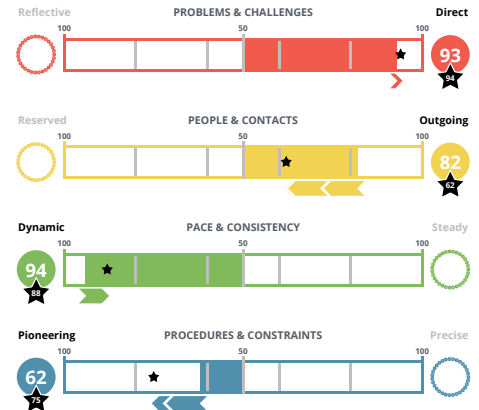 Reflective PROBLEMS & CHALLENGES Direct
100 50 100
93
94
Reserved PEOPLE & CONTACTS Outgoing
100 50 100
82
62
Dynamic PACE & CONSISTENCY Steady
100 50 100
94
88
Pioneering PROCEDURES & CONSTRAINTS Precise
100 50 100
62
75